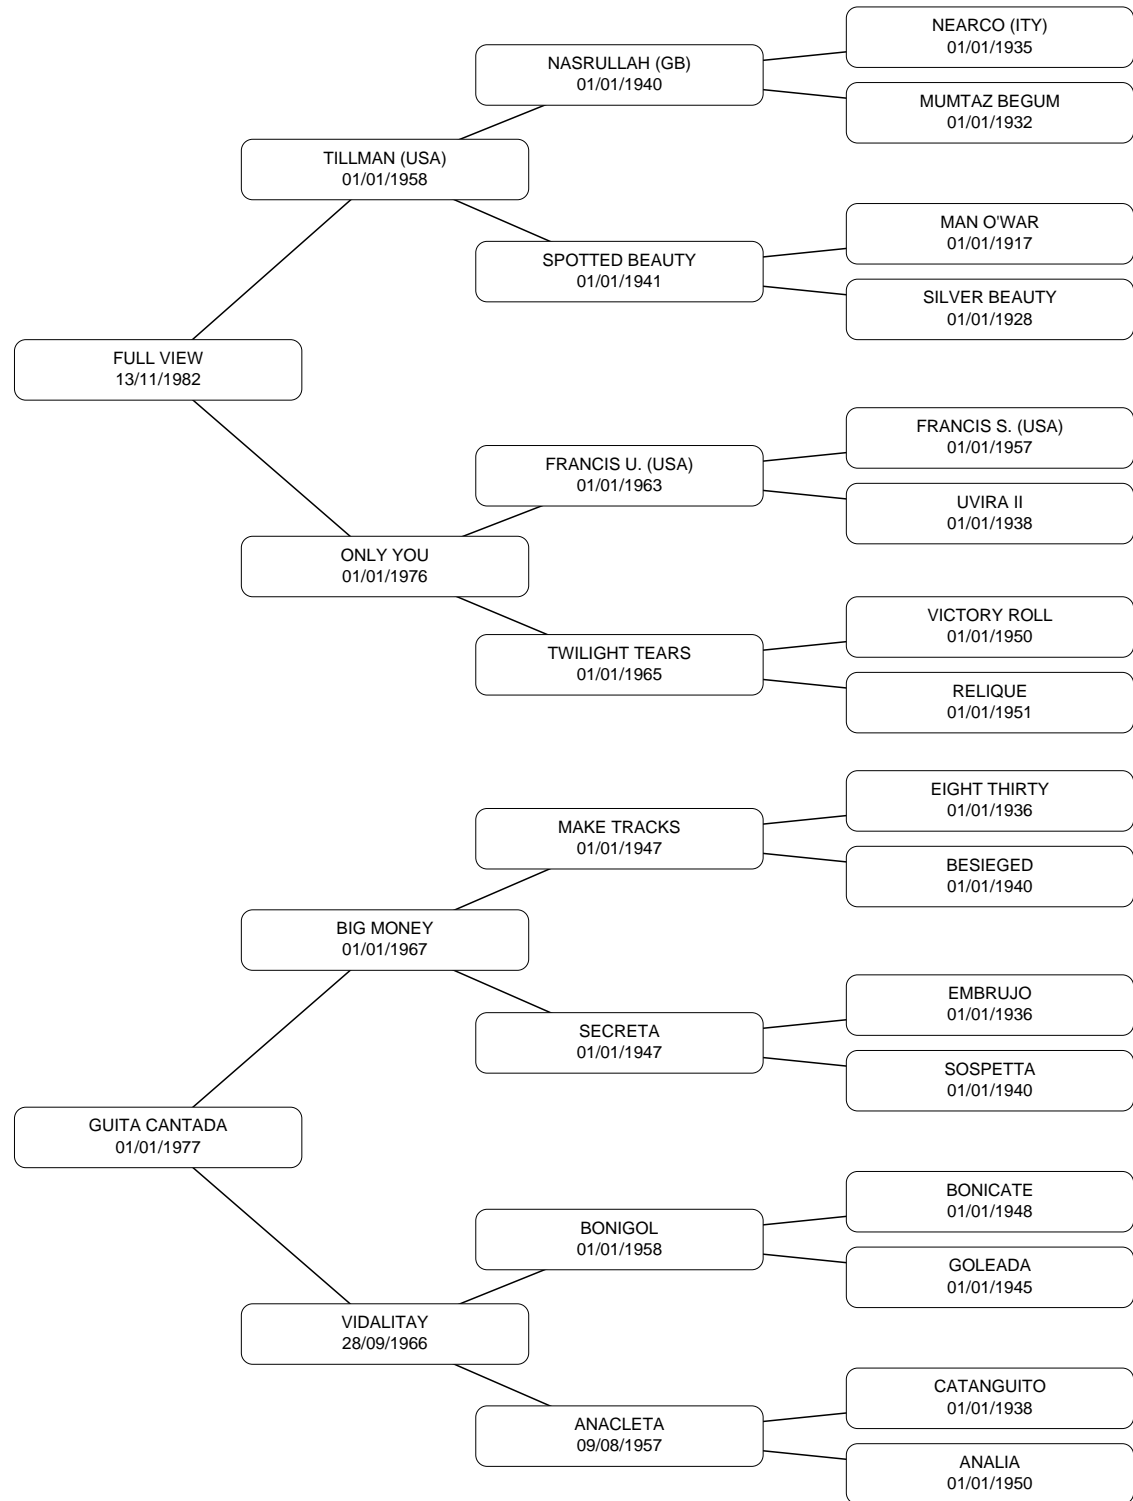 NEARCO (ITY)
01/01/1935
NASRULLAH (GB)
01/01/1940
MUMTAZ BEGUM
01/01/1932
TILLMAN (USA)
01/01/1958
MAN O'WAR
01/01/1917
SPOTTED BEAUTY
01/01/1941
SILVER BEAUTY
01/01/1928
FULL VIEW
13/11/1982
FRANCIS S. (USA)
01/01/1957
FRANCIS U. (USA)
01/01/1963
UVIRA II
01/01/1938
ONLY YOU
01/01/1976
VICTORY ROLL
01/01/1950
TWILIGHT TEARS
01/01/1965
RELIQUE
01/01/1951
EIGHT THIRTY
01/01/1936
MAKE TRACKS
01/01/1947
BESIEGED
01/01/1940
BIG MONEY
01/01/1967
EMBRUJO
01/01/1936
SECRETA
01/01/1947
SOSPETTA
01/01/1940
GUITA CANTADA
01/01/1977
BONICATE
01/01/1948
BONIGOL
01/01/1958
GOLEADA
01/01/1945
VIDALITAY
28/09/1966
CATANGUITO
01/01/1938
ANACLETA
09/08/1957
ANALIA
01/01/1950